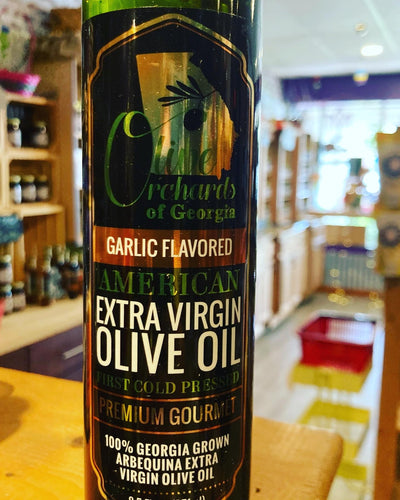 Olive
Orchards
of Georgia
GARLIC FLAVORED
AMERICAN
EXTRA VIRGIN
OLIVE OIL
FIRST COLD PRESSED
PREMIUM GOURMET
100% GEORGIA GROWN
ARBEQUINA EXTRA
VIRGIN OLIVE OIL